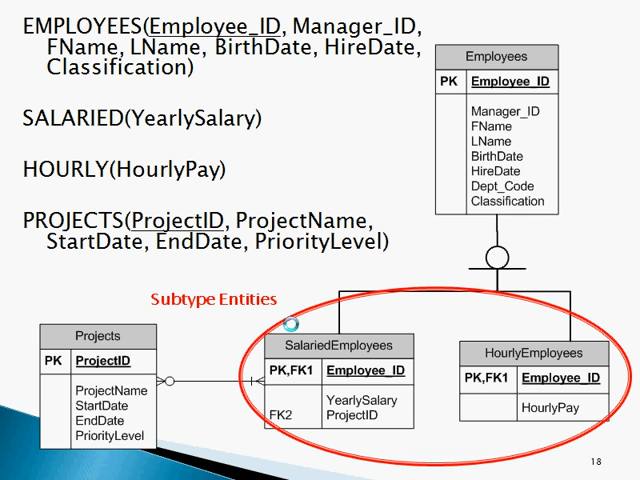 EMPLOYEES(Employee_ID, Manager_ID,
FName, LName, BirthDate, HireDate,
Classification)
SALARIED(YearlySalary)
HOURLY(HourlyPay)
PROJECTS(ProjectID, ProjectName,
StartDate, EndDate, PriorityLevel)
Employees
PK Employee_ID
Manager_ID
FName
LName
BirthDate
HireDate
Dept_Code
Classification
Subtype Entities
Projects
PK ProjectID
ProjectName
StartDate
EndDate
PriorityLevel
SalariedEmployees
PK,FK1 Employee_ID
YearlySalary
FK2 ProjectID
HourlyEmployees
PK,FK1 Employee_ID
HourlyPay
18